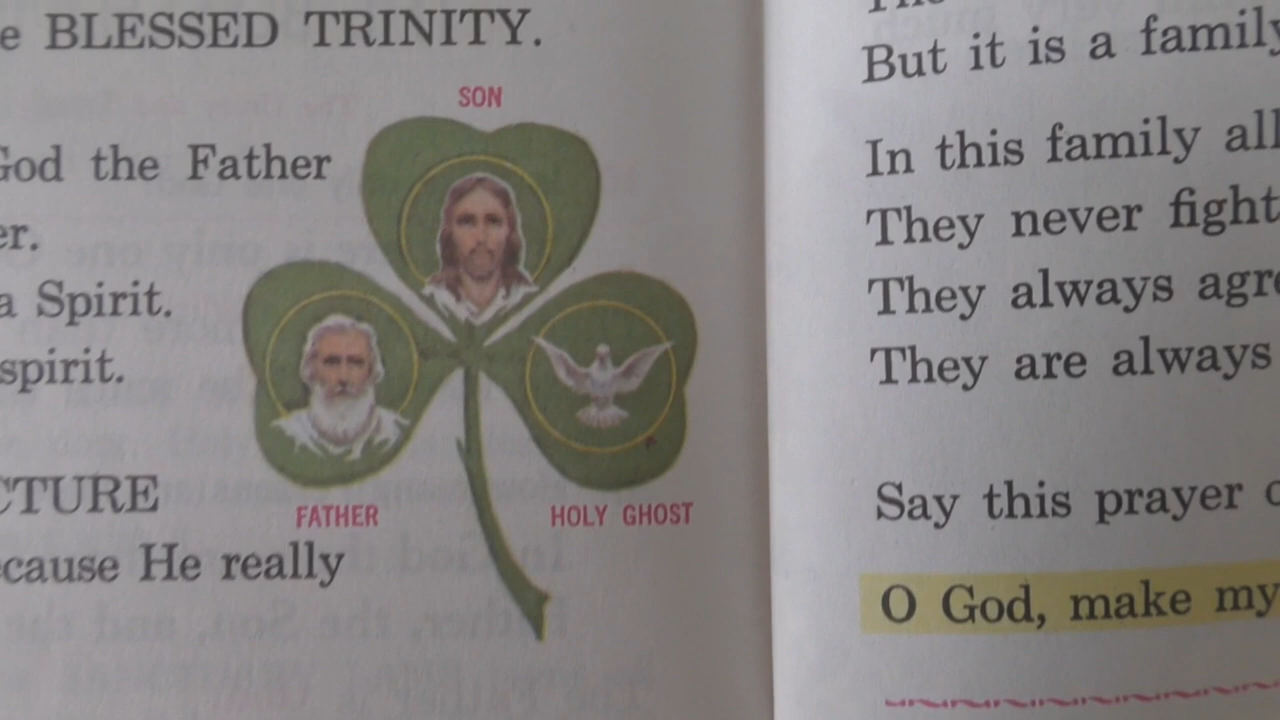 e BLESSED TRINITY.
SON
God the Father
er.
a Spirit.
spirit.
CTURE
FATHER
HOLY GHOST
cause He really
But it is a family
In this family all
They never fight
They always agre
They are always
Say this prayer
O God, make my